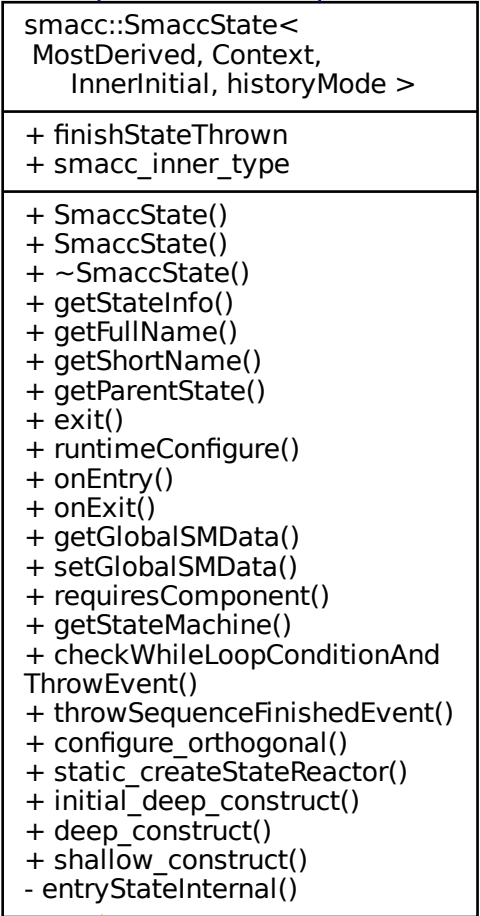 smacc::SmaccState<
MostDerived, Context,
InnerInitial, historyMode >
+ finishStateThrown
+ smacc_inner_type
+ SmaccState()
+ SmaccState()
+ ~SmaccState()
+ getStateInfo()
+ getFullName()
+ getShortName()
+ getParentState()
+ exit()
+ runtimeConfigure()
+ onEntry()
+ onExit()
+ getGlobalSMData()
+ setGlobalSMData()
+ requiresComponent()
+ getStateMachine()
+ checkWhileLoopConditionAnd
ThrowEvent()
+ throwSequenceFinishedEvent()
+ configure_orthogonal()
+ static_createStateReactor()
+ initial_deep_construct()
+ deep_construct()
+ shallow_construct()
- entryStateInternal()